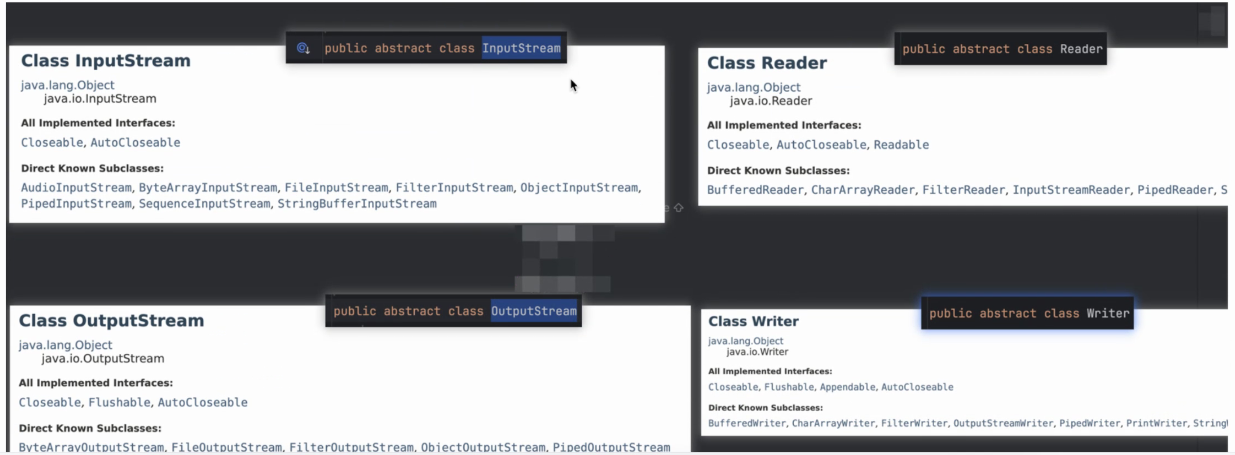 public abstract class InputStream
Class InputStream
java.lang.Object
java.io.InputStream
All Implemented Interfaces:
Closeable, AutoCloseable
Direct Known Subclasses:
AudioInputStream, ByteArrayInputStream, FileInputStream, FilterInputStream, ObjectInputStream,
PipedInputStream, SequenceInputStream, StringBufferInputStream
public abstract class Reader
Class Reader
java.lang.Object
java.io.Reader
All Implemented Interfaces:
Closeable, AutoCloseable, Readable
Direct Known Subclasses:
BufferedReader, CharArrayReader, FilterReader, InputStreamReader, PipedReader, S
public abstract class OutputStream
Class OutputStream
java.lang.Object
java.io.OutputStream
All Implemented Interfaces:
Closeable, Flushable, AutoCloseable
Direct Known Subclasses:
ByteArrayOutputStream, FileOutputStream, FilterOutputStream, ObjectOutputStream, PipedOutputStream
public abstract class Writer
Class Writer
java.lang.Object
java.io.Writer
All Implemented Interfaces:
Closeable, Flushable, Appendable, AutoCloseable
Direct Known Subclasses:
BufferedWriter, CharArrayWriter, FilterWriter, OutputStreamWriter, PipedWriter, PrintWriter, String